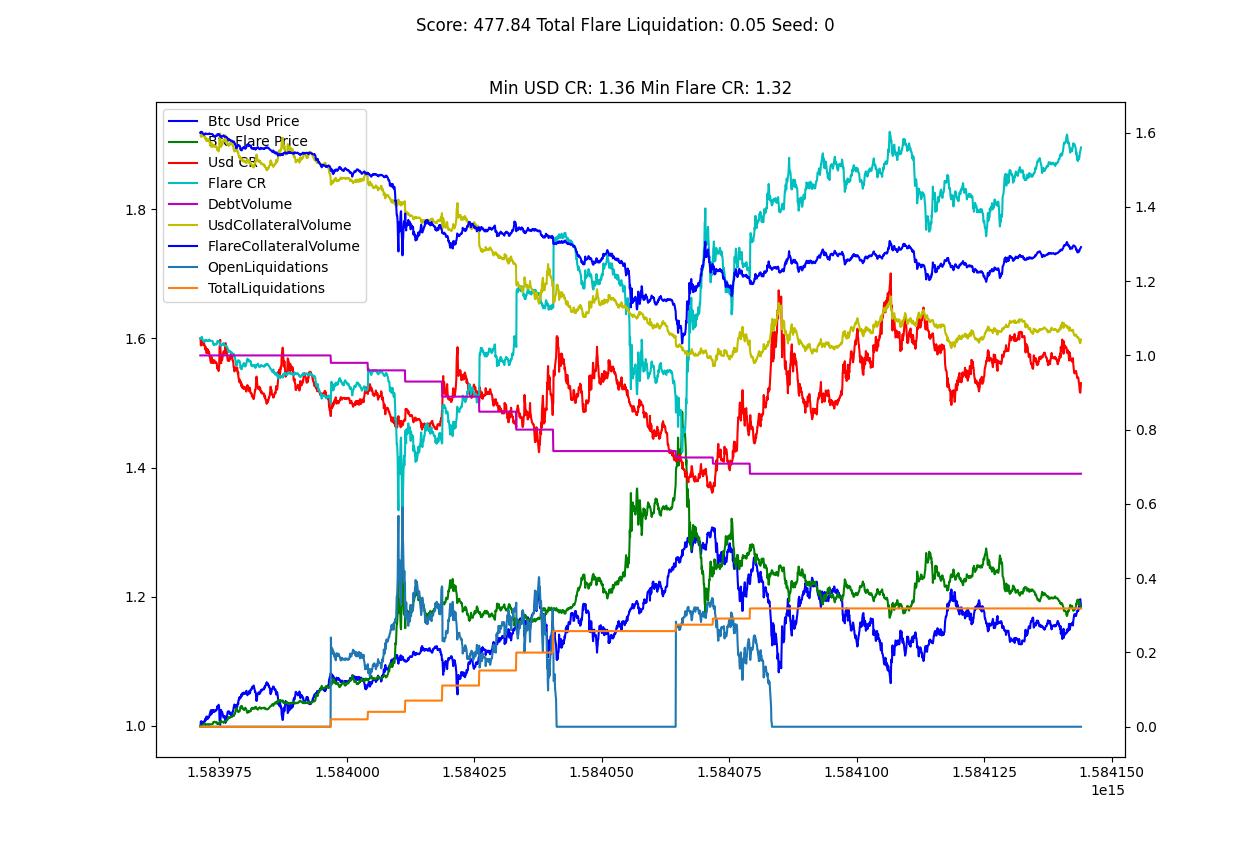 Score: 477.84 Total Flare Liquidation: 0.05 Seed: 0
Min USD CR: 1.36 Min Flare CR: 1.32
Btc Usd Price
Btc Flare Price
Usd CR
Flare CR
DebtVolume
UsdCollateralVolume
FlareCollateralVolume
OpenLiquidations
TotalLiquidations
1.8
1.6
1.4
1.2
1.0
1.6
1.4
1.2
1.0
0.8
0.6
0.4
0.2
0.0
1.583975 1.584000 1.584025 1.584050 1.584075 1.584100 1.584125 1.584150
1e15